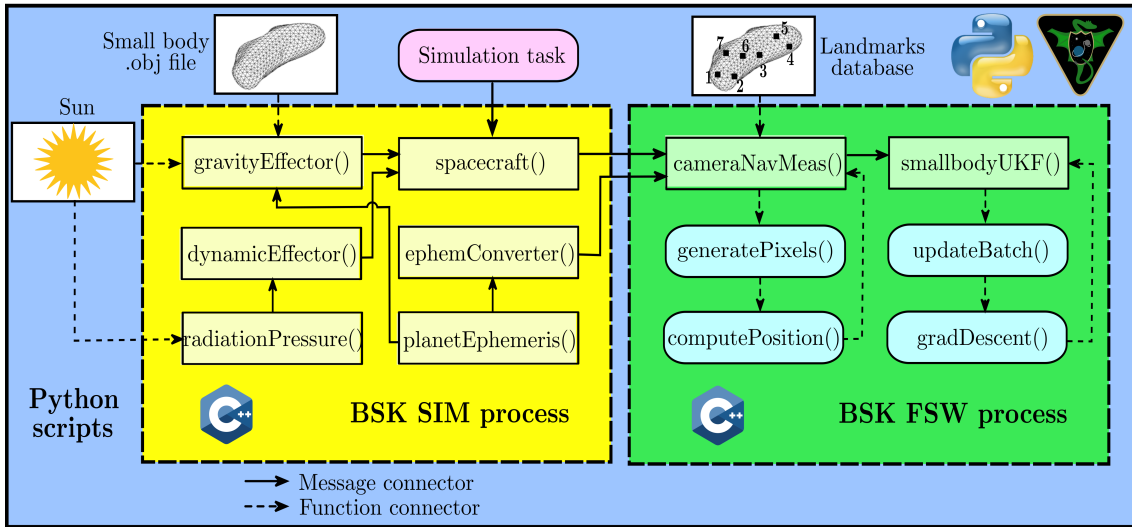 Small body
.obj file
Simulation task
7
6
5
1
2
3
4
Landmarks
database
Sun
gravityEffector()
spacecraft()
cameraNavMeas()
smallbodyUKF()
dynamicEffector()
ephemConverter()
generatePixels()
updateBatch()
radiationPressure()
planetEphemeris()
computePosition()
gradDescent()
Python
scripts
C++
BSK SIM process
C++
BSK FSW process
Message connector
Function connector